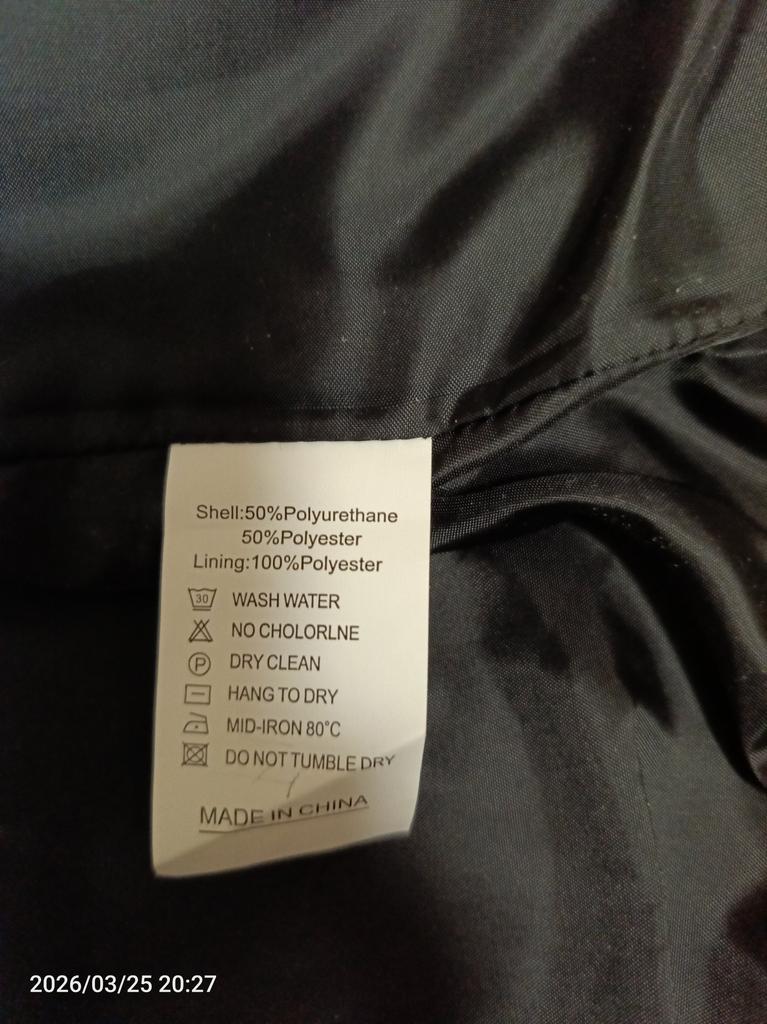 Shell:50%Polyurethane
50%Polyester
Lining:100%Polyester
30 WASH WATER
NO CHOLORLNE
P DRY CLEAN
HANG TO DRY
MID-IRON 80°C
DO NOT TUMBLE DRY
MADE IN CHINA
2026/03/25 20:27